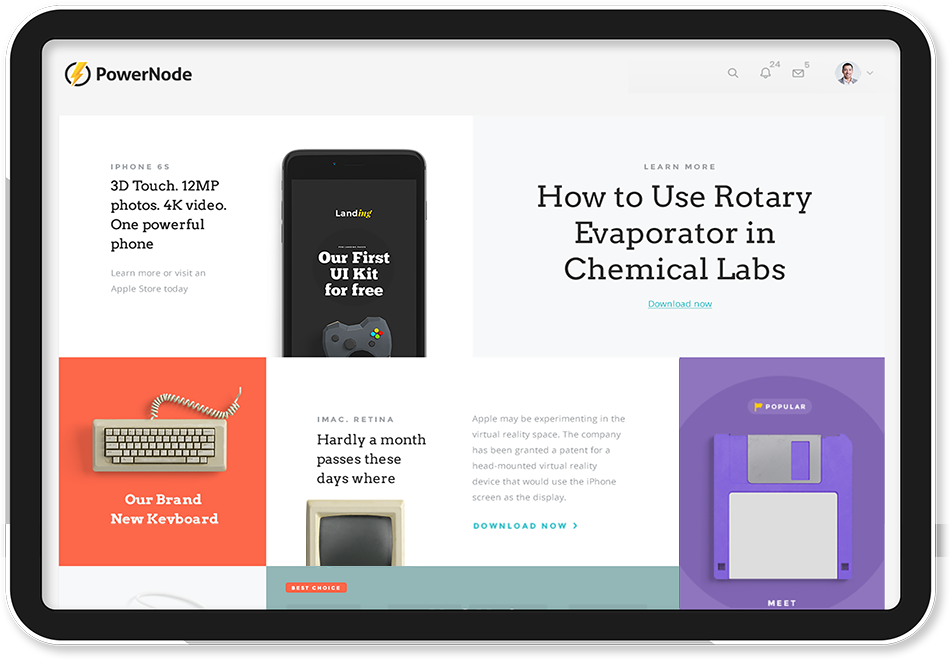 PowerNode
24
5
IPHONE 6S
3D Touch. 12MP
photos. 4K video.
One powerful
phone
Learn more or visit an
Apple Store today
Landing
Our First
UI Kit
for free
LEARN MORE
How to Use Rotary
Evaporator in
Chemical Labs
Download now
Our Brand
New Keyboard
IMAC, RETINA
Hardly a month
passes these
days where
Apple may be experimenting in the
virtual reality space. The company
has been granted a patent for a
head-mounted virtual reality
device that would use the iPhone
screen as the display.
DOWNLOAD NOW >
POPULAR
MEET
BEST CHOICE